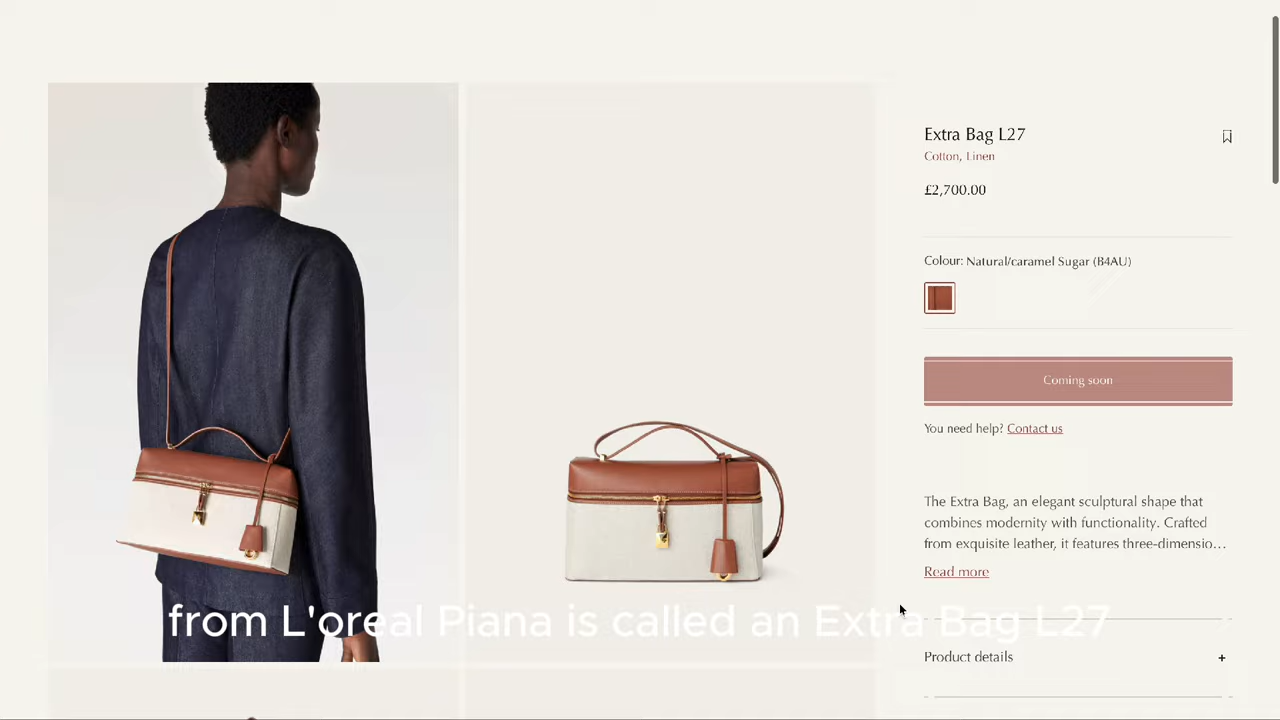 Extra Bag L27
Cotton, Linen
£2,700.00
Colour: Natural/caramel Sugar (B4AU)
Coming soon
You need help? Contact us
The Extra Bag, an elegant sculptural shape that
combines modernity with functionality. Crafted
from exquisite leather, it features three-dimensio...
Read more
from L'oreal Piana is called an Extra Bag L27
Product details
+